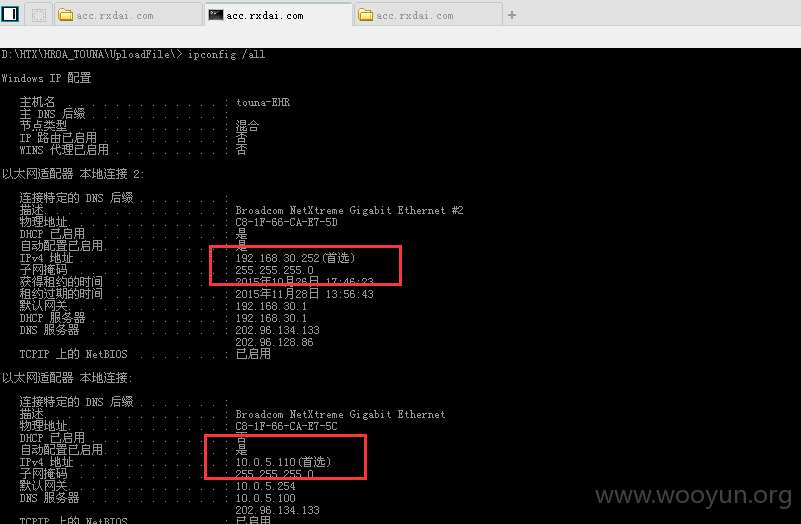 acc.rxdai.com acc.rxdai.com acc.rxdai.com +
D:\HTX\HROA_TOUNA\UploadFile\> ipconfig /all
Windows IP 配置
主机名 . . . . . . . . . . . . . : touna-EHR
主 DNS 后缀 . . . . . . . . . . . :
节点类型 . . . . . . . . . . . . : 混合
IP 路由已启用 . . . . . . . . . . : 否
WINS 代理已启用 . . . . . . . . . : 否
以太网适配器 本地连接 2:
连接特定的 DNS 后缀 . . . . . . . :
描述. . . . . . . . . . . . . . . : Broadcom NetXtreme Gigabit Ethernet #2
物理地址. . . . . . . . . . . . . : C8-1F-66-CA-E7-5D
DHCP 已启用 . . . . . . . . . . . : 是
自动配置已启用. . . . . . . . . . : 是
IPv4 地址 . . . . . . . . . . . . : 192.168.30.252(首选)
子网掩码 . . . . . . . . . . . . : 255.255.255.0
获得租约的时间 . . . . . . . . . : 2015年10月26日 17:46:23
租约过期的时间 . . . . . . . . . : 2015年11月28日 13:56:43
默认网关. . . . . . . . . . . . . : 192.168.30.1
DHCP 服务器 . . . . . . . . . . . : 192.168.30.1
DNS 服务器 . . . . . . . . . . . : 202.96.134.133
202.96.128.86
TCPIP 上的 NetBIOS . . . . . . . : 已启用
以太网适配器 本地连接:
连接特定的 DNS 后缀 . . . . . . . :
描述. . . . . . . . . . . . . . . : Broadcom NetXtreme Gigabit Ethernet
物理地址. . . . . . . . . . . . . : C8-1F-66-CA-E7-5C
DHCP 已启用 . . . . . . . . . . . : 否
自动配置已启用. . . . . . . . . . : 是
IPv4 地址 . . . . . . . . . . . . : 10.0.5.110(首选)
子网掩码 . . . . . . . . . . . . : 255.255.255.0
默认网关. . . . . . . . . . . . . : 10.0.5.254
DNS 服务器 . . . . . . . . . . . : 10.0.5.100
202.96.134.133
TCPIP 上的 NetBIOS . . . . . . . : 已启用
www.wooyun.org